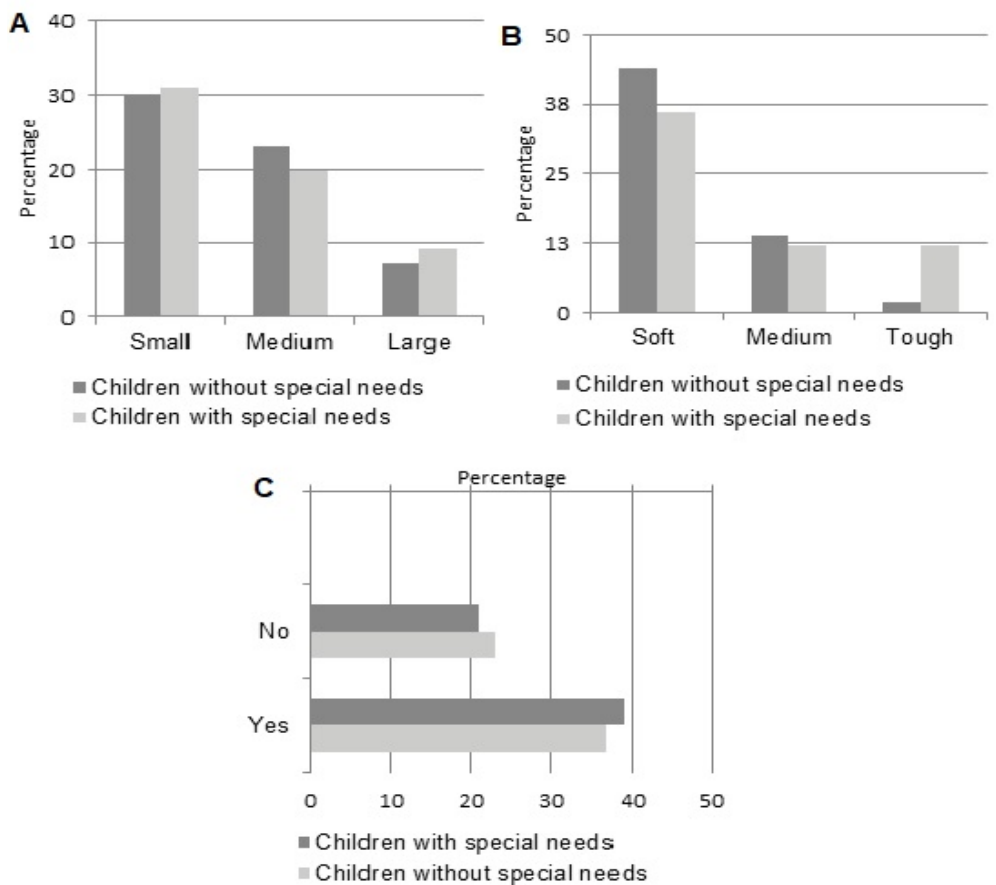 A
Percentage
40
30
20
10
0
Small Medium Large
Children without special needs
Children with special needs
B
Percentage
50
38
25
13
0
Soft Medium Tough
Children without special needs
Children with special needs
C
Percentage
No
Yes
0 10 20 30 40 50
Children with special needs
Children without special needs